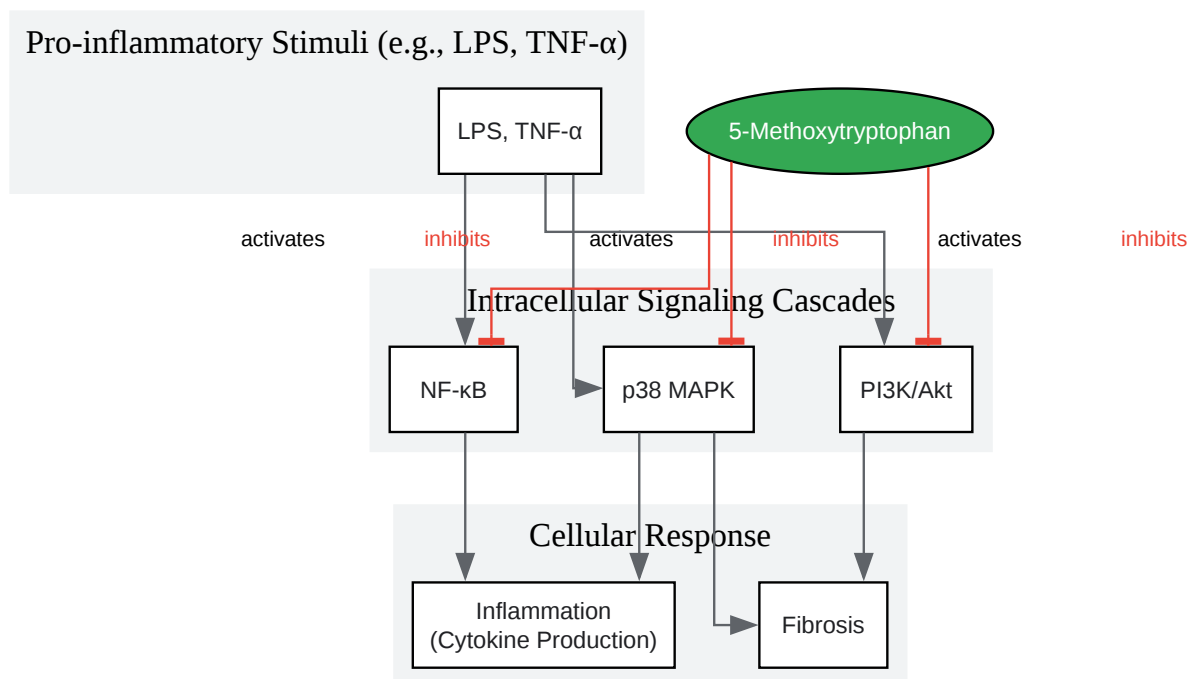 Pro-inflammatory Stimuli (e.g., LPS, TNF-α)
LPS, TNF-α
5-Methoxytryptophan
activates
inhibits
activates
inhibits
activates
inhibits
Intracellular Signaling Cascades
NF-κB
p38 MAPK
PI3K/Akt
Cellular Response
Inflammation
(Cytokine Production)
Fibrosis